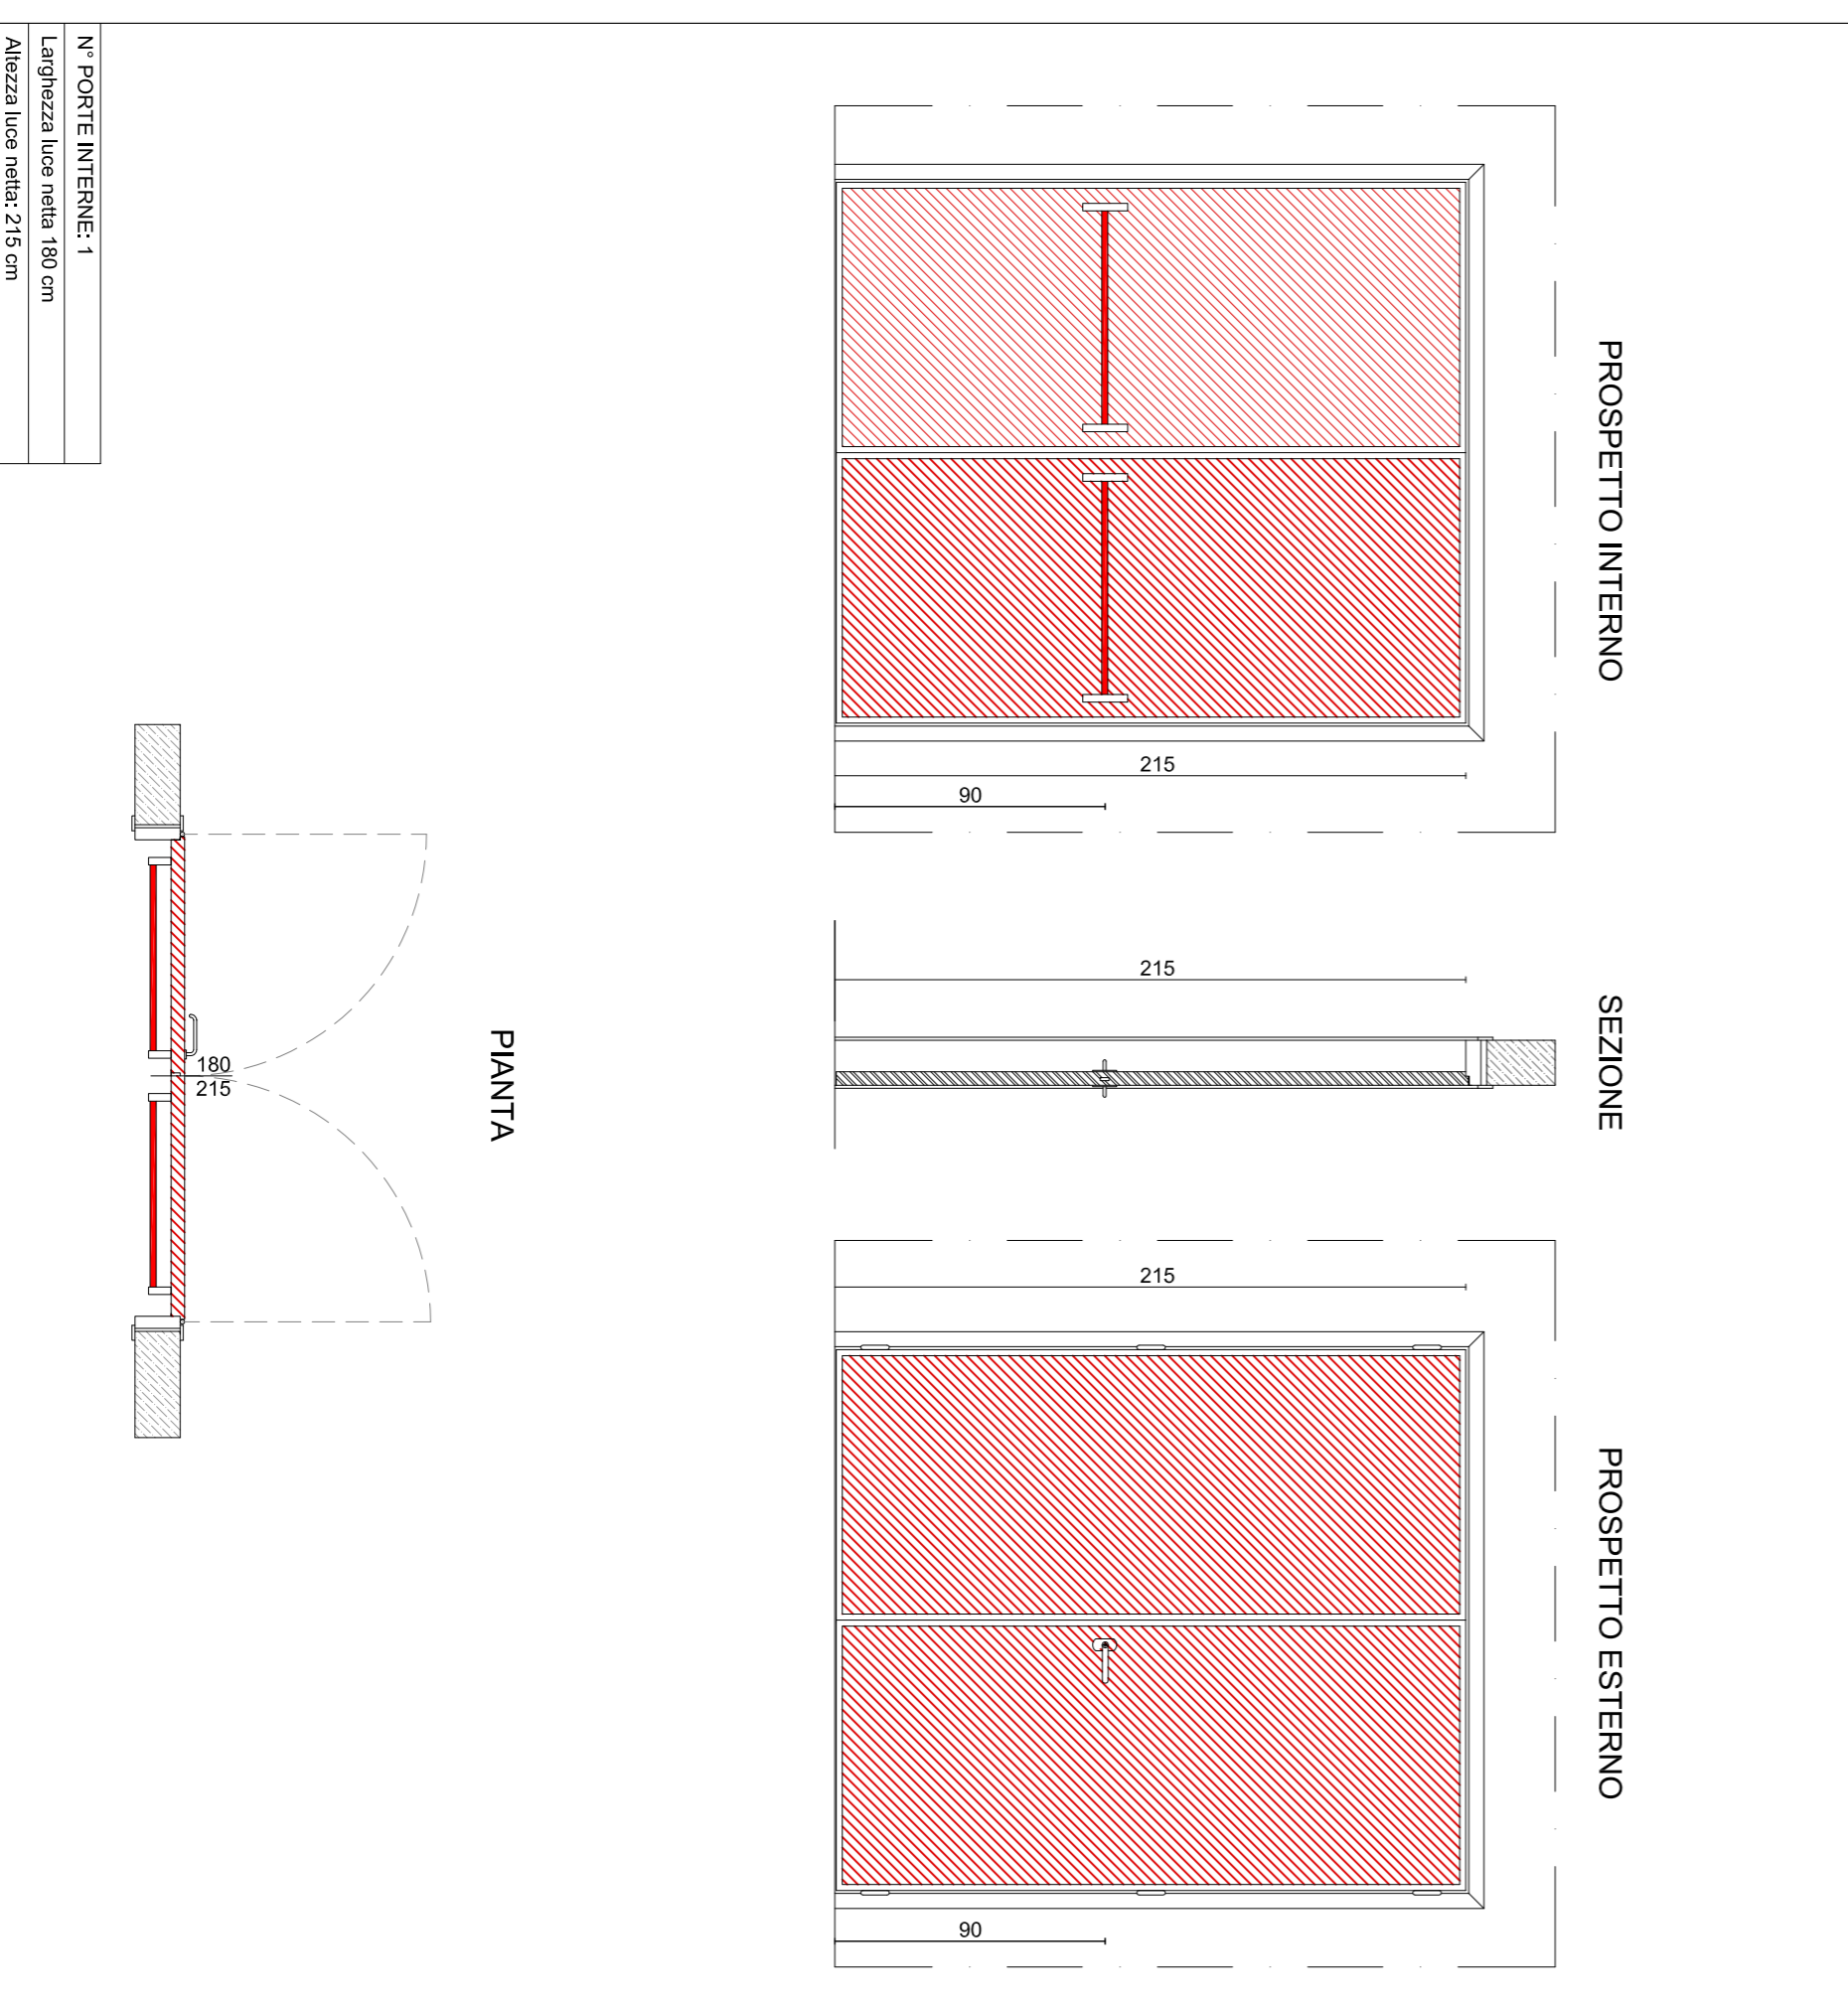 PROSPETTO INTERNO
215
90
SEZIONE
215
PROSPETTO ESTERNO
215
90
PIANTA
180
215
N° PORTE INTERNE: 1
Larghezza luce netta 180 cm
Altezza luce netta: 215 cm